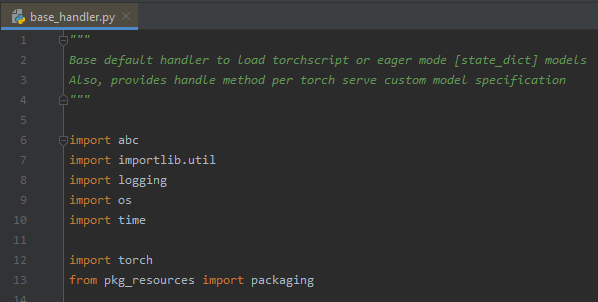 base_handler.py
1 """
2 Base default handler to load torchscript or eager mode [state_dict] models
3 Also, provides handle method per torch serve custom model specification
4 """
5
6 import abc
7 import importlib.util
8 import logging
9 import os
10 import time
11
12 import torch
13 from pkg_resources import packaging
14